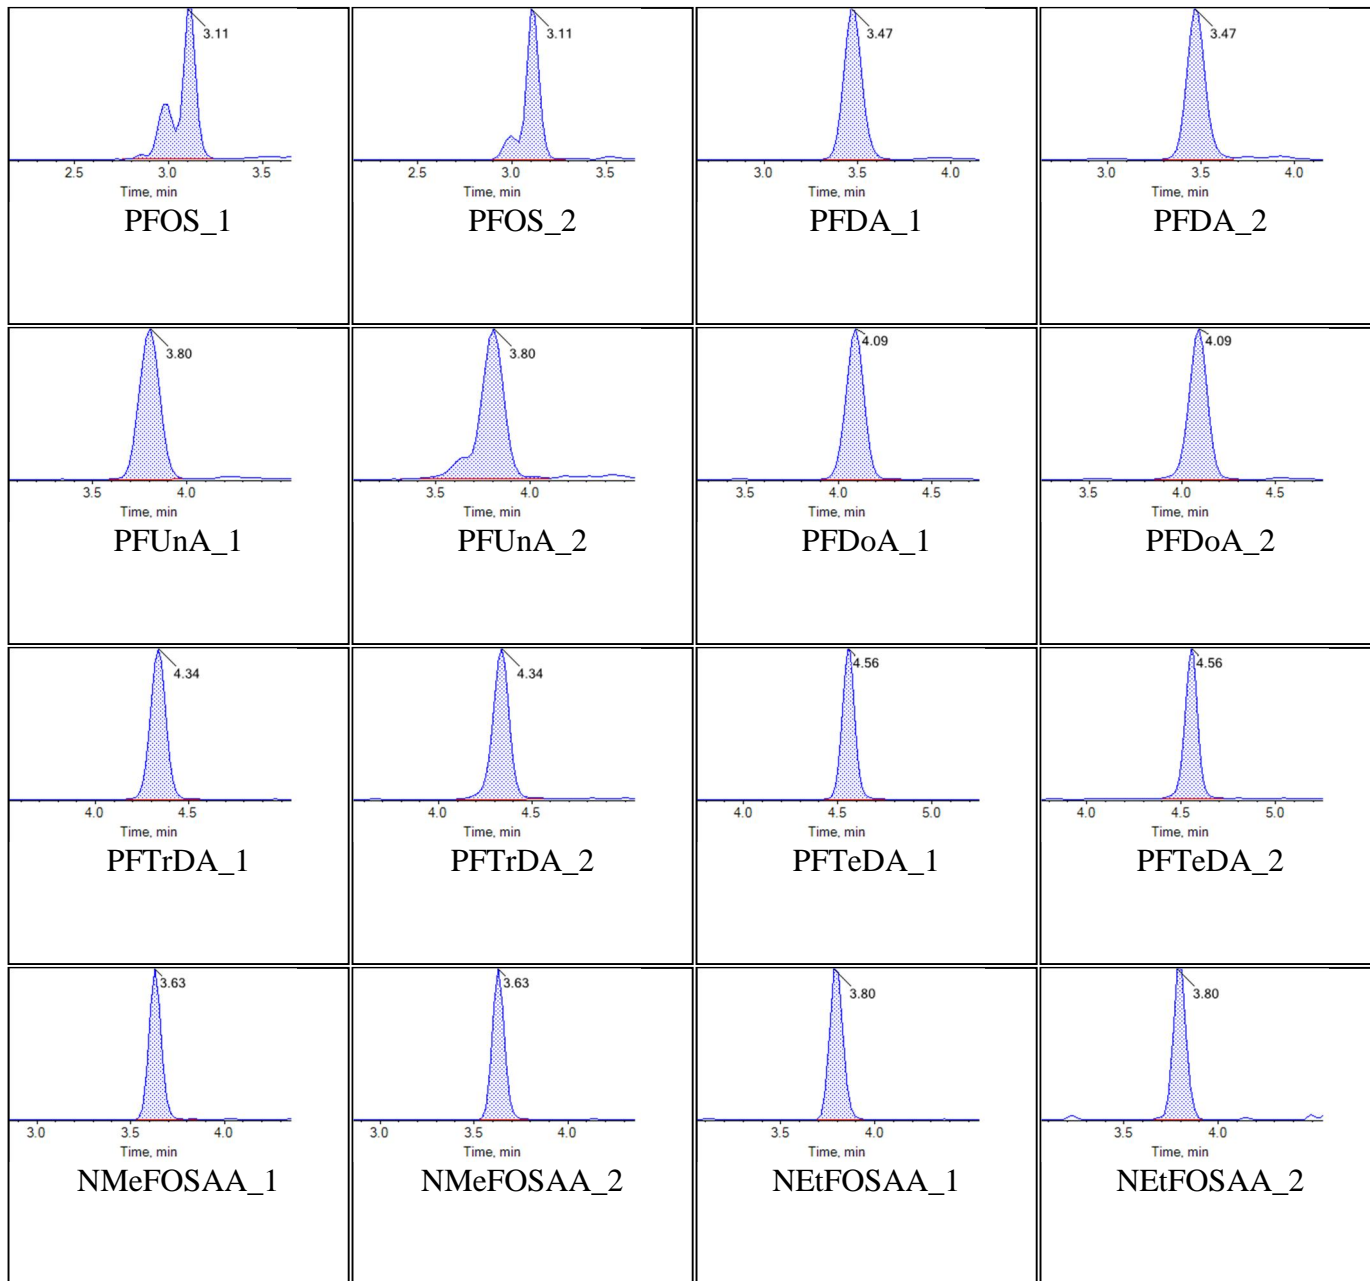 3.11
2.5 3.0 3.5
Time, min
PFOS_1
3.11
2.5 3.0 3.5
Time, min
PFOS_2
3.47
3.0 3.5 4.0
Time, min
PFDA_1
3.47
3.0 3.5 4.0
Time, min
PFDA_2
3.80
3.5 4.0
Time, min
PFUnA_1
3.80
3.5 4.0
Time, min
PFUnA_2
4.09
3.5 4.0 4.5
Time, min
PFDoA_1
4.09
3.5 4.0 4.5
Time, min
PFDoA_2
4.34
4.0 4.5
Time, min
PFTrDA_1
4.34
4.0 4.5
Time, min
PFTrDA_2
4.56
4.0 4.5 5.0
Time, min
PFTeDA_1
4.56
4.0 4.5 5.0
Time, min
PFTeDA_2
3.63
3.0 3.5 4.0
Time, min
NMeFOSAA_1
3.63
3.0 3.5 4.0
Time, min
NMeFOSAA_2
3.80
3.5 4.0
Time, min
NEtFOSAA_1
3.80
3.5 4.0
Time, min
NEtFOSAA_2